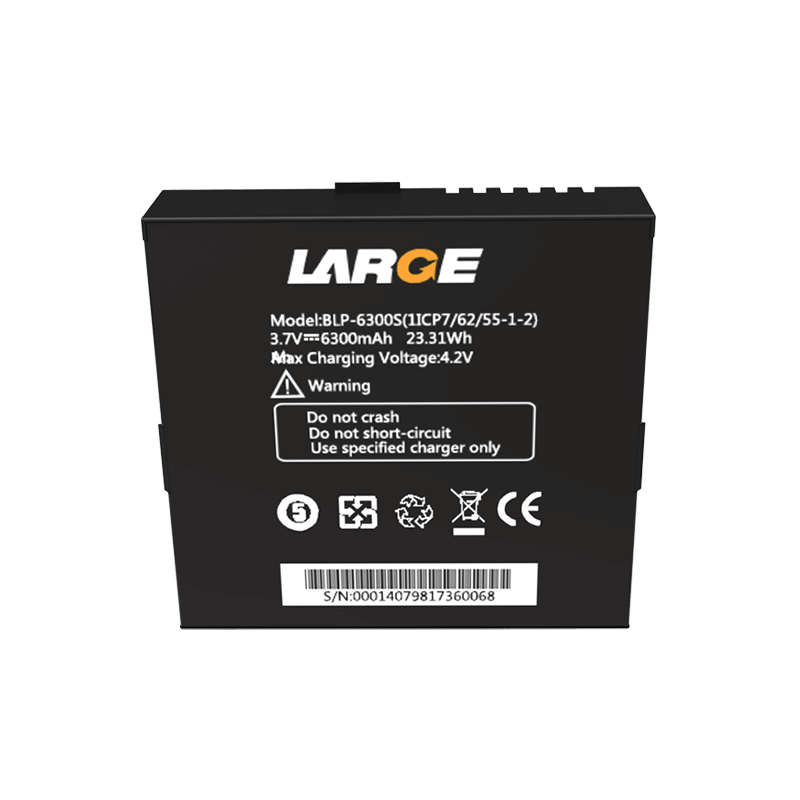 LARGE
Model:BLP-6300S(1ICP7/62/55-1-2)
3.7V⎓6300mAh 23.31Wh
Max Charging Voltage:4.2V
Warning
Do not crash
Do not short-circuit
Use specified charger only
5
CE
S/N:00014079817360068